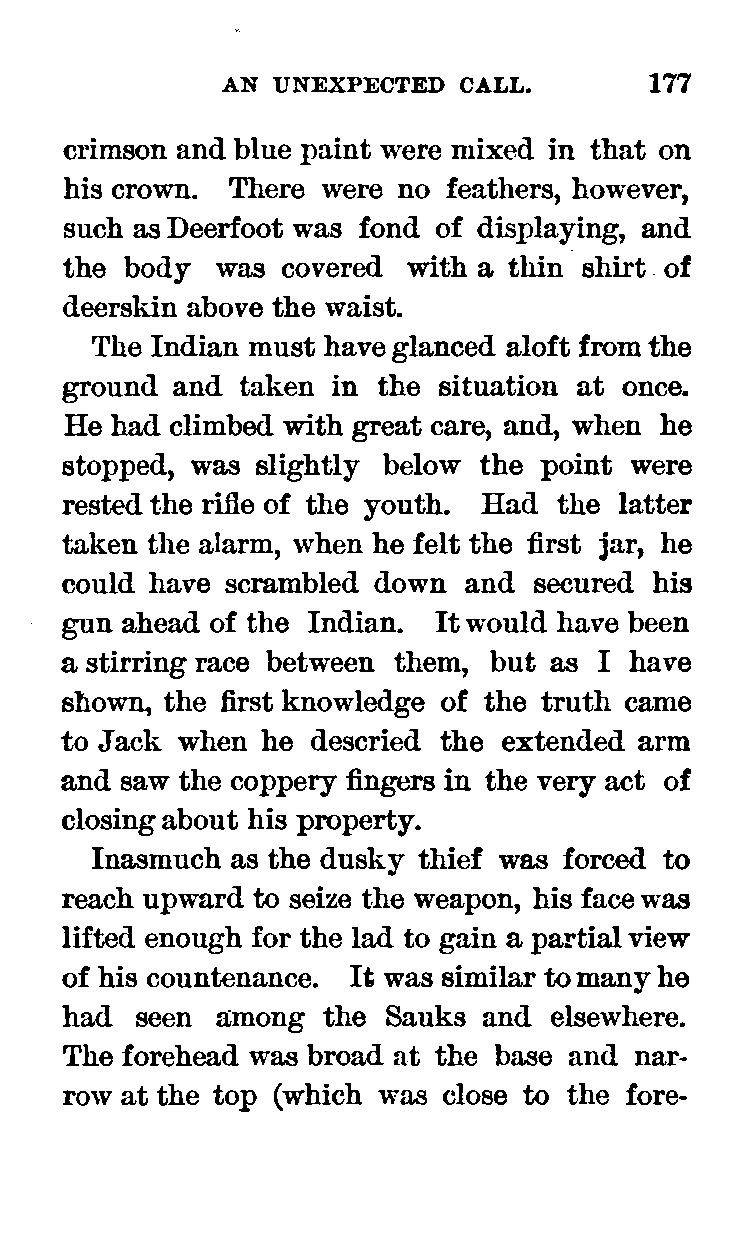 AN UNEXPECTED CALL. 177
crimson and blue paint were mixed in that on
his crown. There were no feathers, however,
such as Deerfoot was fond of displaying, and
the body was covered with a thin shirt of
deerskin above the waist.
The Indian must have glanced aloft from the
ground and taken in the situation at once.
He had climbed with great care, and, when he
stopped, was slightly below the point were
rested the rifle of the youth. Had the latter
taken the alarm, when he felt the first jar, he
could have scrambled down and secured his
gun ahead of the Indian. It would have been
a stirring race between them, but as I have
shown, the first knowledge of the truth came
to Jack when he descried the extended arm
and saw the coppery fingers in the very act of
closing about his property.
Inasmuch as the dusky thief was forced to
reach upward to seize the weapon, his face was
lifted enough for the lad to gain a partial view
of his countenance. It was similar to many he
had seen among the Sauks and elsewhere.
The forehead was broad at the base and nar-
row at the top (which was close to the fore-